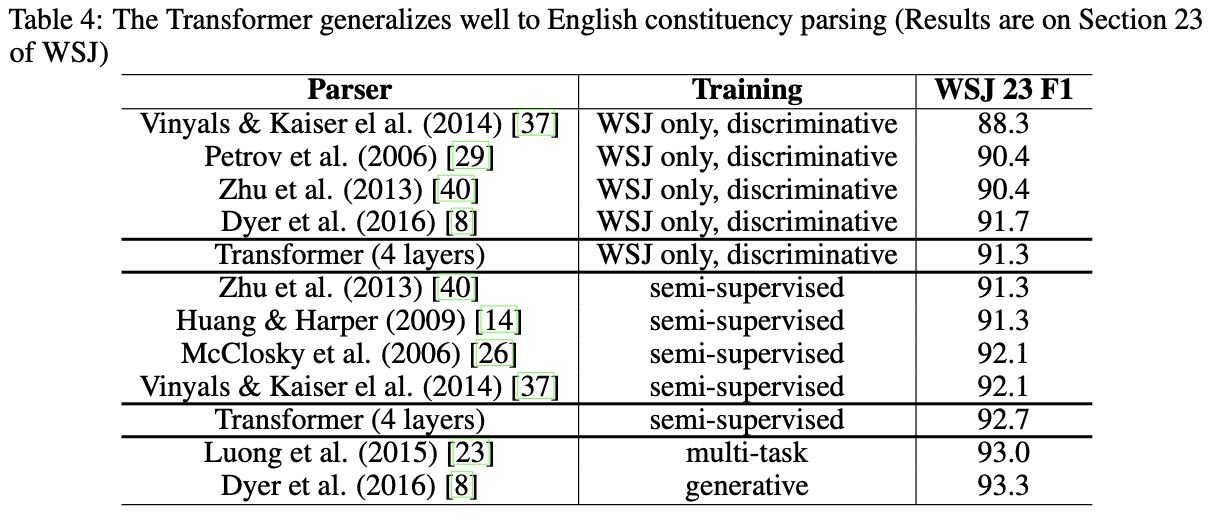 Table 4: The Transformer generalizes well to English constituency parsing (Results are on Section 23
of WSJ)
Parser Training WSJ 23 F1
Vinyals & Kaiser el al. (2014) [37] WSJ only, discriminative 88.3
Petrov et al. (2006) [29] WSJ only, discriminative 90.4
Zhu et al. (2013) [40] WSJ only, discriminative 90.4
Dyer et al. (2016) [8] WSJ only, discriminative 91.7
Transformer (4 layers) WSJ only, discriminative 91.3
Zhu et al. (2013) [40] semi-supervised 91.3
Huang & Harper (2009) [14] semi-supervised 91.3
McClosky et al. (2006) [26] semi-supervised 92.1
Vinyals & Kaiser el al. (2014) [37] semi-supervised 92.1
Transformer (4 layers) semi-supervised 92.7
Luong et al. (2015) [23] multi-task 93.0
Dyer et al. (2016) [8] generative 93.3